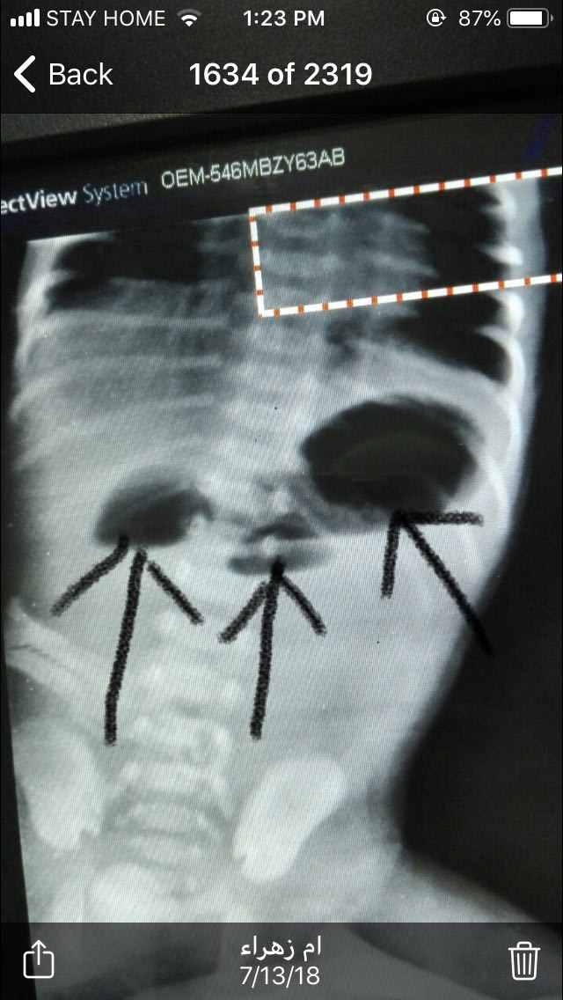 STAY HOME 1:23 PM 87%
Back 1634 of 2319
ectView System OEM-546MBZY63AB
ام زهراء
7/13/18